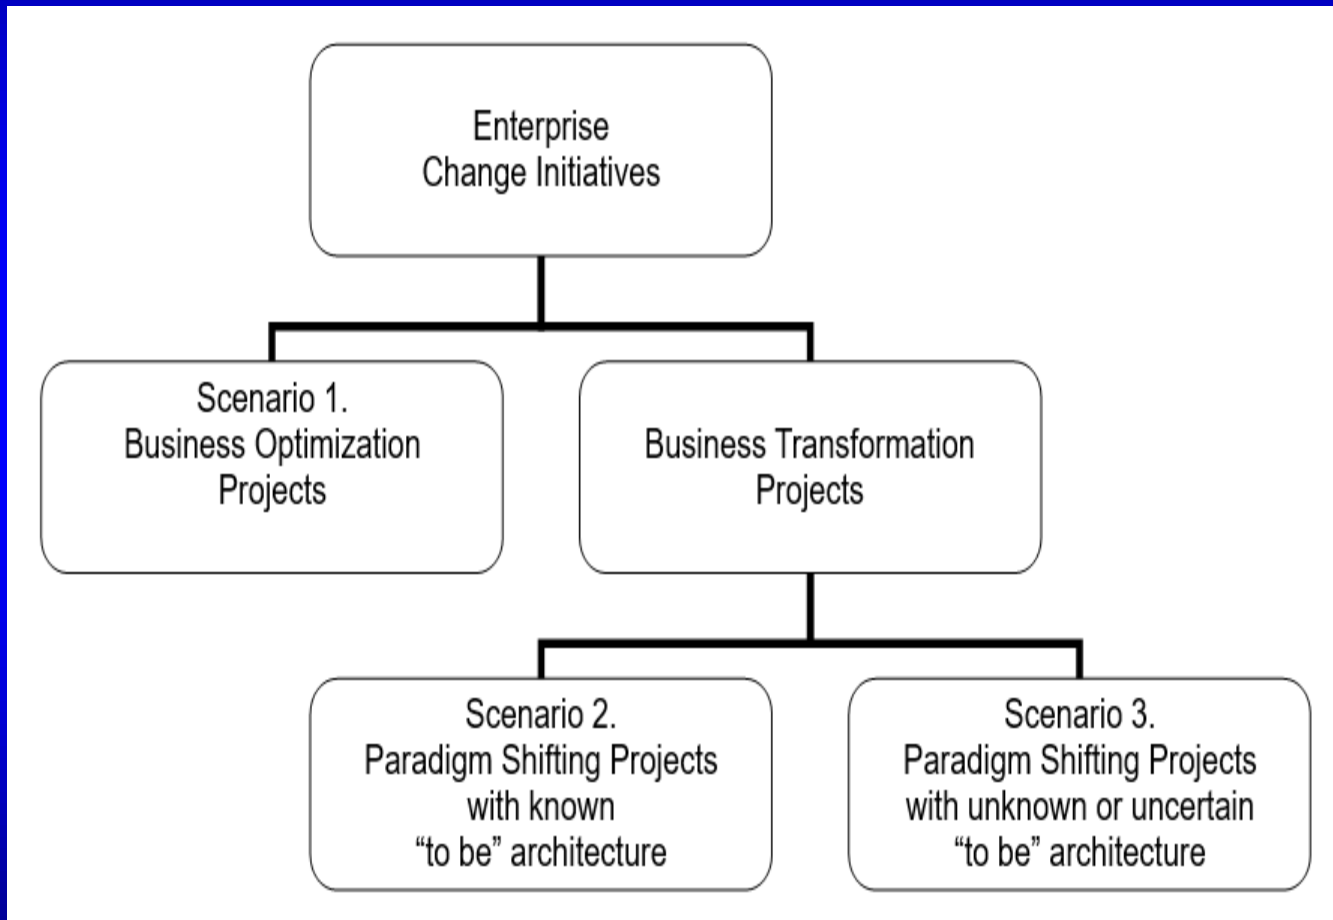 Enterprise
Change Initiatives
Scenario 1.
Business Optimization
Projects
Business Transformation
Projects
Scenario 2.
Paradigm Shifting Projects
with known
“to be” architecture
Scenario 3.
Paradigm Shifting Projects
with unknown or uncertain
“to be” architecture